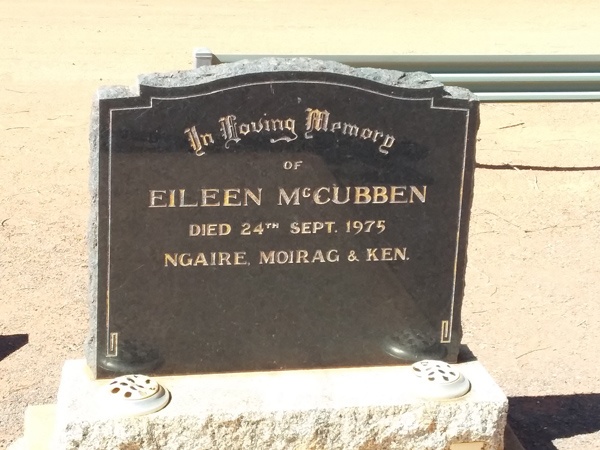 In Loving Memory
OF
EILEEN McCUBBEN
DIED 24TH SEPT. 1975
NGAIRE, MOIRAG & KEN.